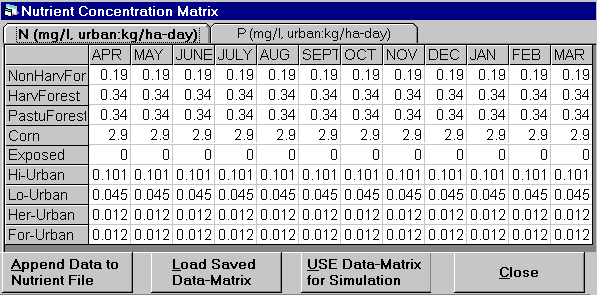 Nutrient Concentration Matrix
N (mg/l, urban:kg/ha-day) P (mg/l, urban:kg/ha-day)
APR MAY JUNE JULY AUG SEPT OCT NOV DEC JAN FEB MAR
NonHarvFor 0.19 0.19 0.19 0.19 0.19 0.19 0.19 0.19 0.19 0.19 0.19 0.19
HarvForest 0.34 0.34 0.34 0.34 0.34 0.34 0.34 0.34 0.34 0.34 0.34 0.34
PastuForest 0.34 0.34 0.34 0.34 0.34 0.34 0.34 0.34 0.34 0.34 0.34 0.34
Corn 2.9 2.9 2.9 2.9 2.9 2.9 2.9 2.9 2.9 2.9 2.9 2.9
Exposed 0 0 0 0 0 0 0 0 0 0 0 0
Hi-Urban 0.101 0.101 0.101 0.101 0.101 0.101 0.101 0.101 0.101 0.101 0.101 0.101
Lo-Urban 0.045 0.045 0.045 0.045 0.045 0.045 0.045 0.045 0.045 0.045 0.045 0.045
Her-Urban 0.012 0.012 0.012 0.012 0.012 0.012 0.012 0.012 0.012 0.012 0.012 0.012
For-Urban 0.012 0.012 0.012 0.012 0.012 0.012 0.012 0.012 0.012 0.012 0.012 0.012
Append Data to
Nutrient File
Load Saved
Data-Matrix
USE Data-Matrix
for Simulation
Close